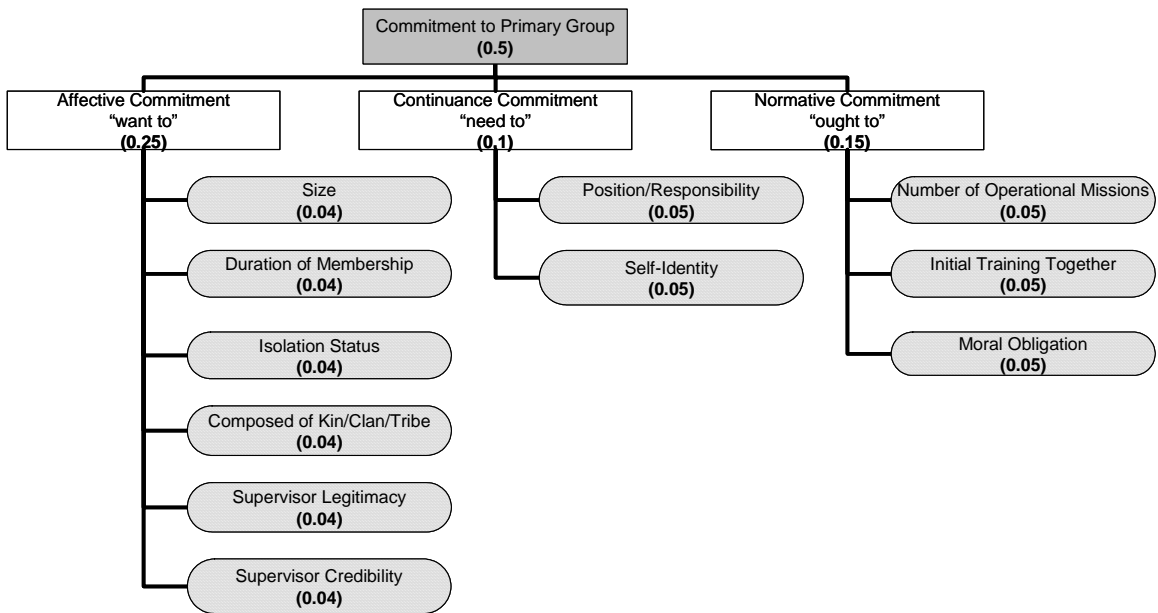 Commitment to Primary Group
(0.5)
Affective Commitment
“want to”
(0.25)
Continuance Commitment
“need to”
(0.1)
Normative Commitment
“ought to”
(0.15)
Size
(0.04)
Duration of Membership
(0.04)
Isolation Status
(0.04)
Composed of Kin/Clan/Tribe
(0.04)
Supervisor Legitimacy
(0.04)
Supervisor Credibility
(0.04)
Position/Responsibility
(0.05)
Self-Identity
(0.05)
Number of Operational Missions
(0.05)
Initial Training Together
(0.05)
Moral Obligation
(0.05)